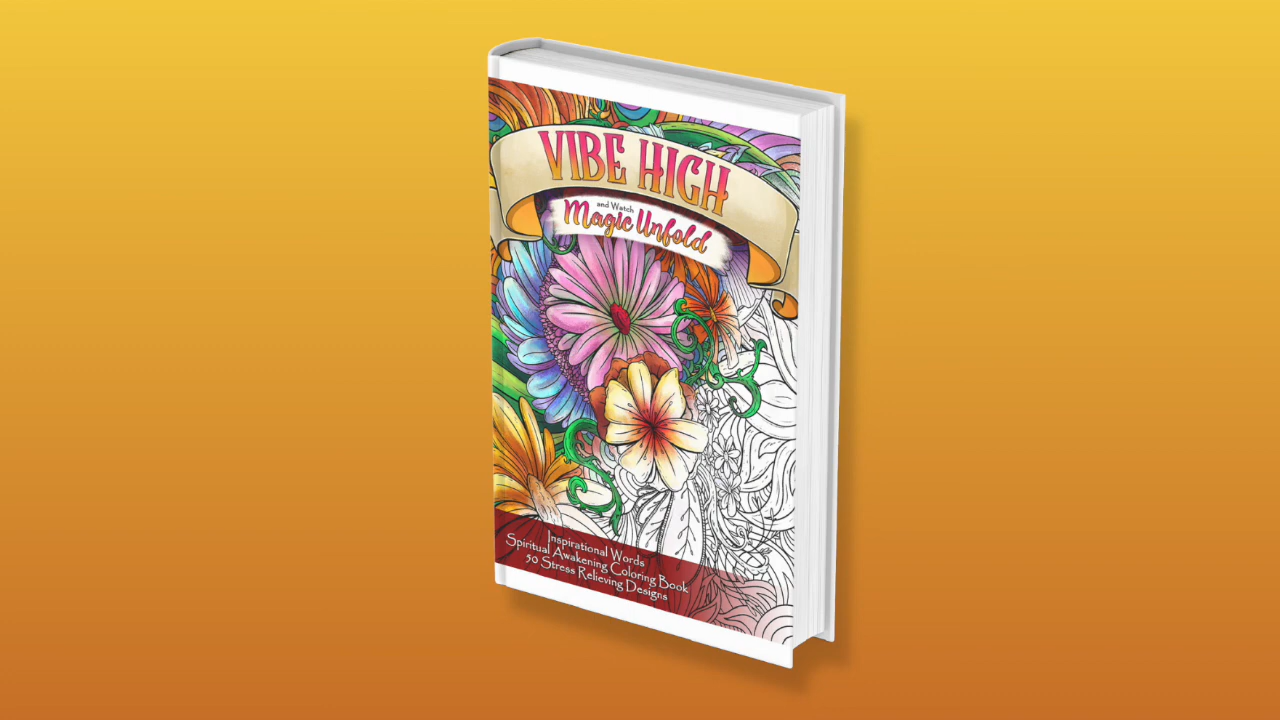 VIBE HIGH
and Watch
Magic Unfold
Inspirational Words
Spiritual Awakening Coloring Book
50 Stress Relieving Designs